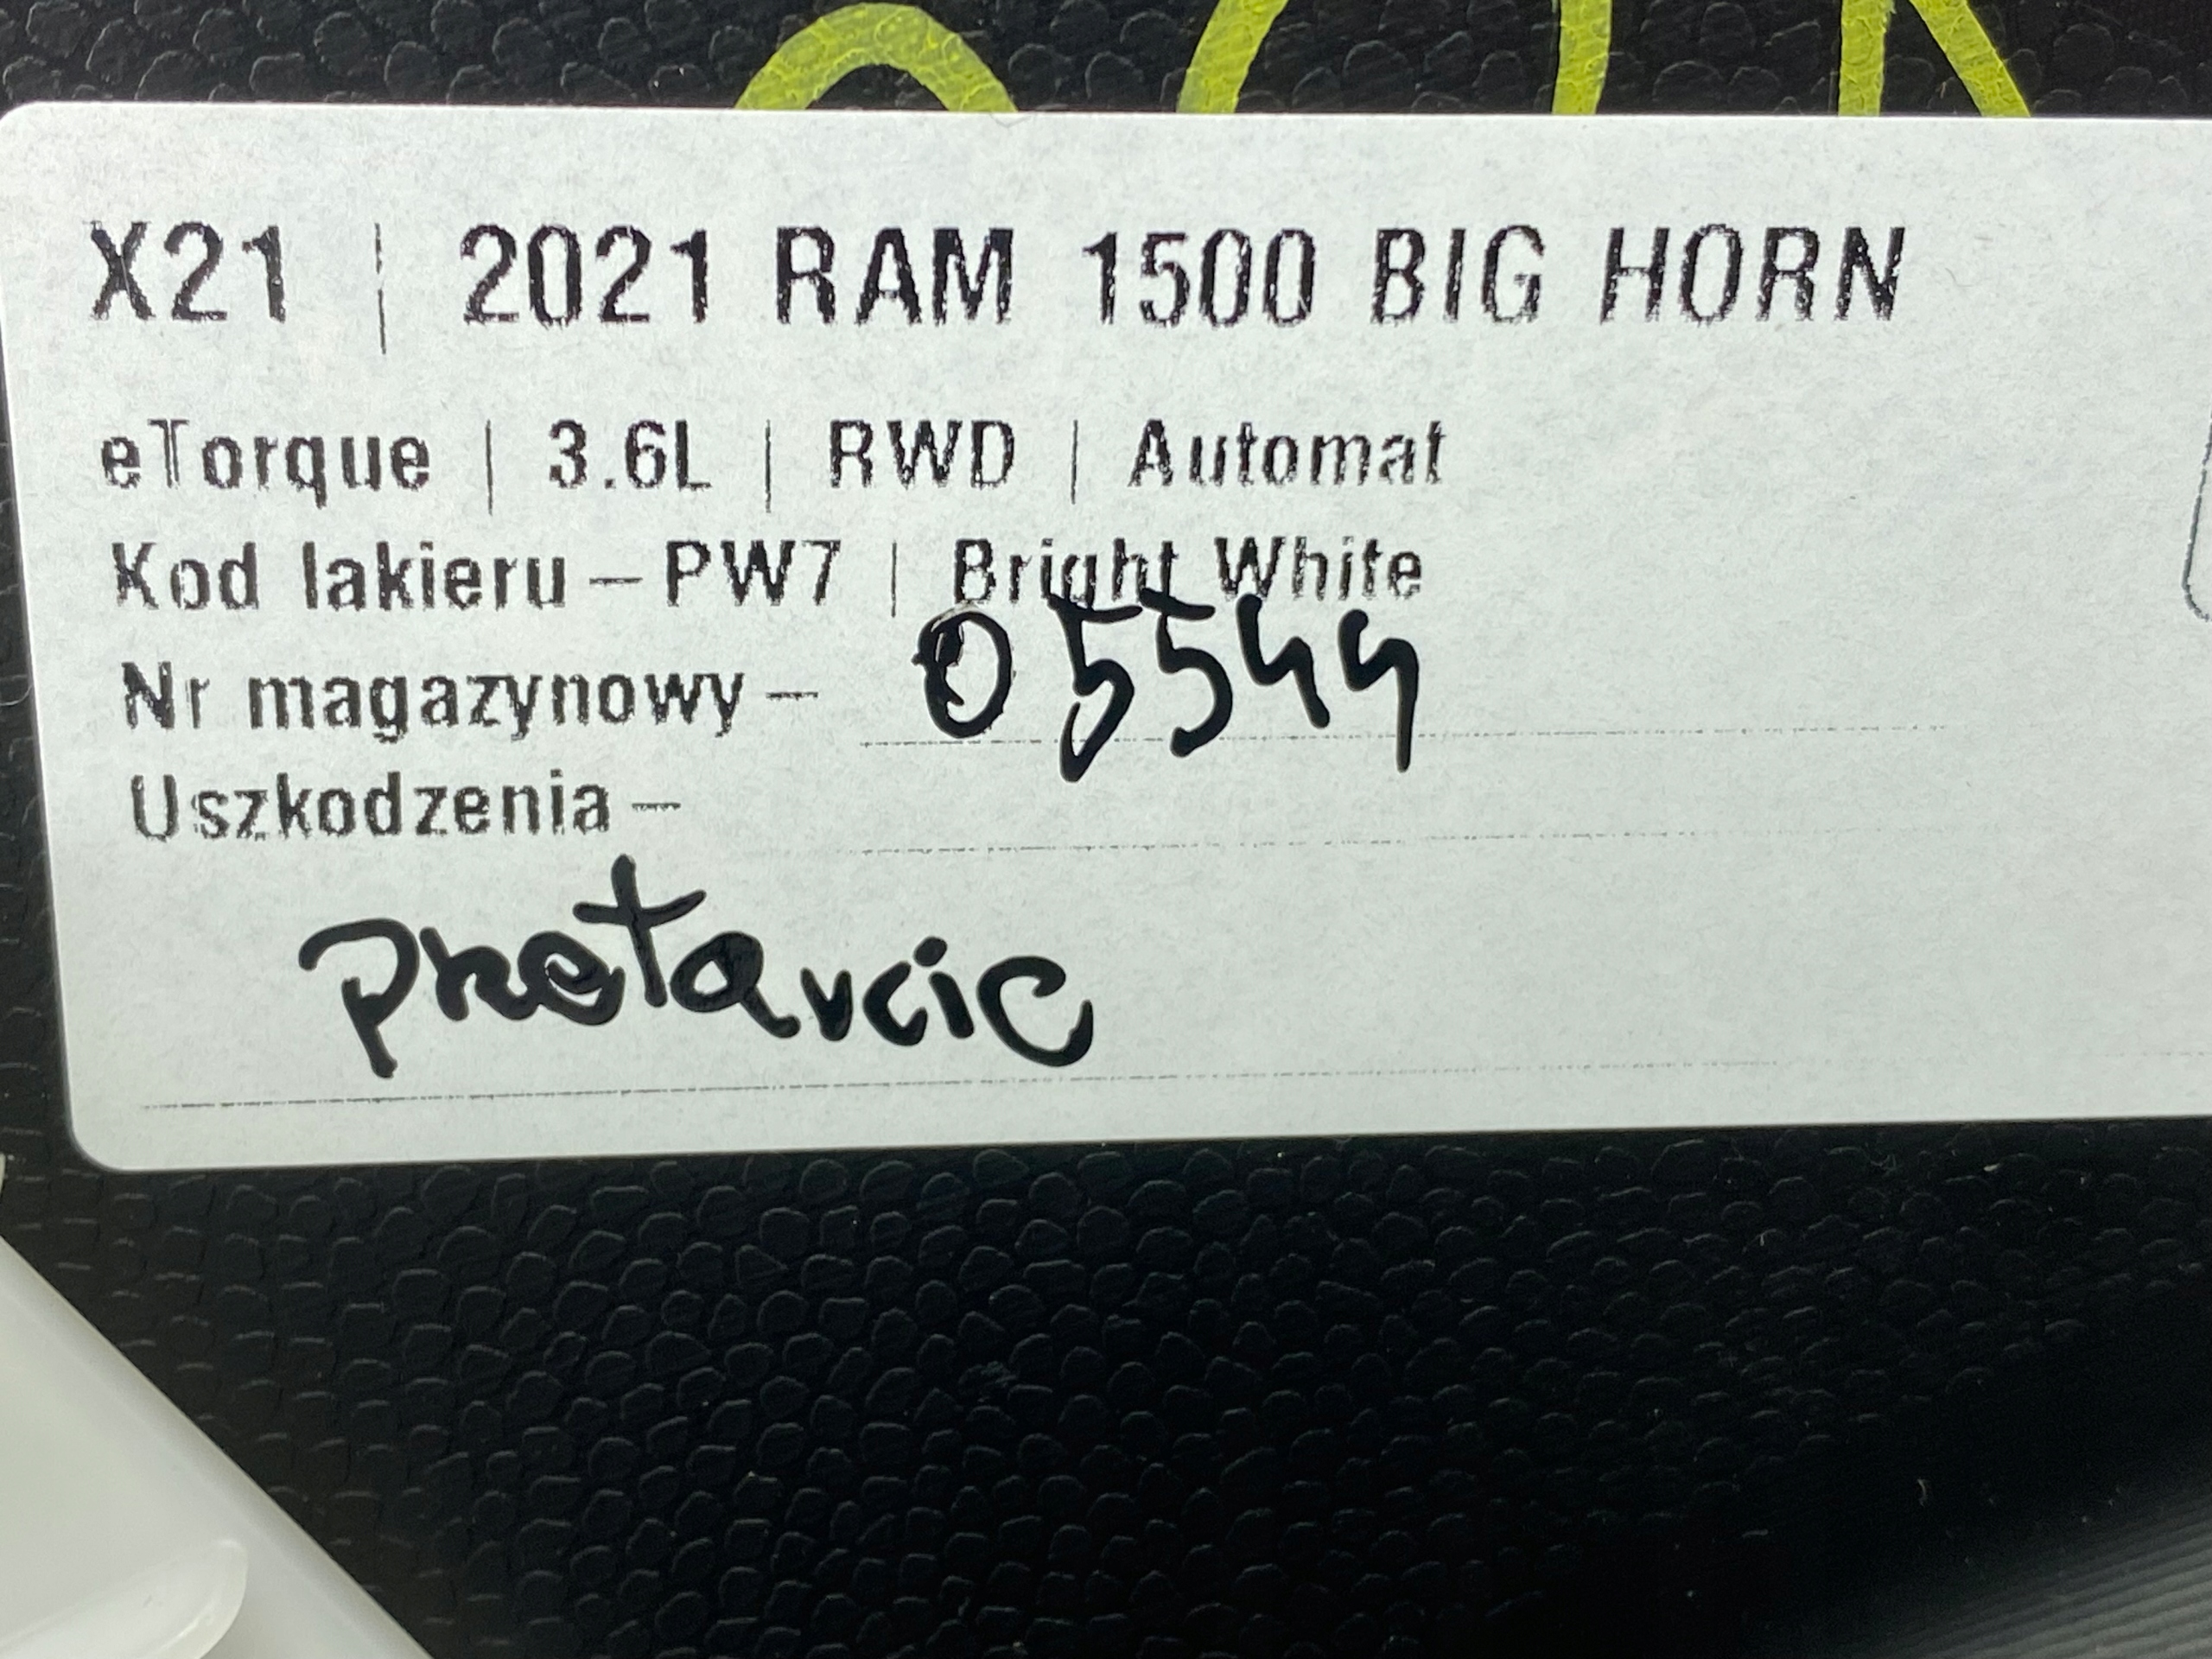 X21 | 2021 RAM 1500 BIG HORN
eTorque | 3.6L | RWD | Automat
Kod lakieru – PW7 | Bright White
Nr magazynowy – 05544
Uszkodzenia –
przetarcie